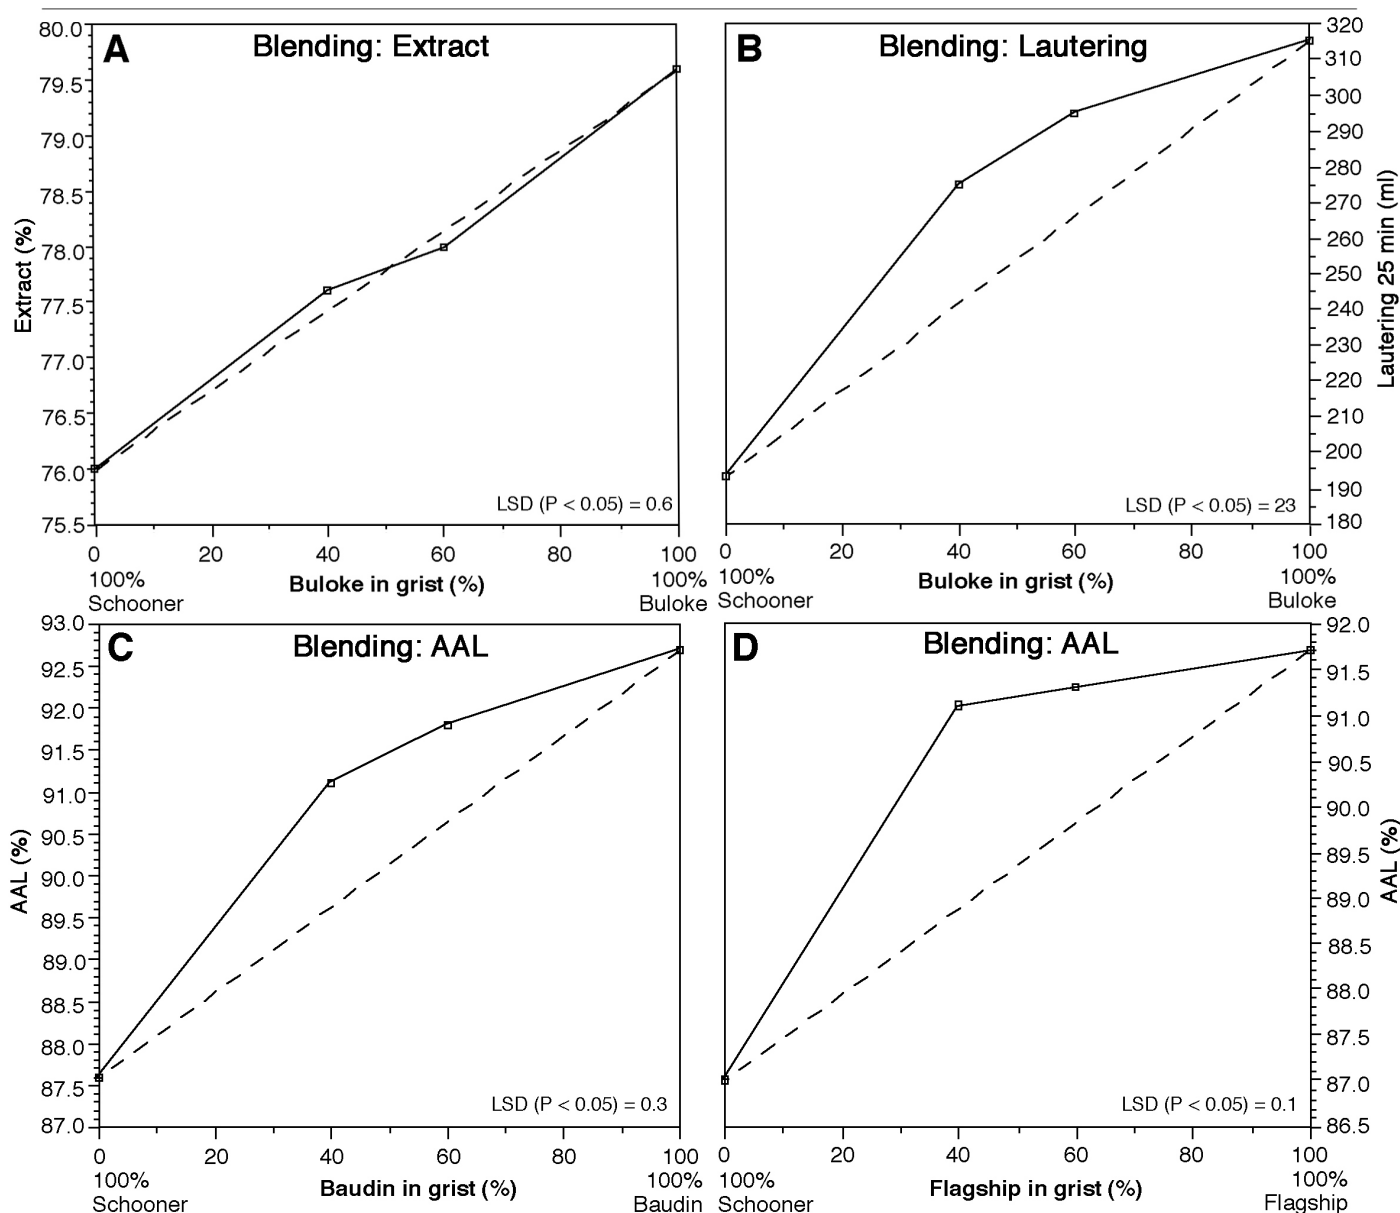 A
Blending: Extract
80.0
79.5
79.0
78.5
78.0
77.5
77.0
76.5
76.0
75.5
Extract (%)
LSD (P < 0.05) = 0.6
0 20 40 60 80 100
100% Schooner
Buloke in grist (%)
100% Buloke
B
Blending: Lautering
320
310
300
290
280
270
260
250
240
230
220
210
200
190
180
Lautering 25 min (ml)
LSD (P < 0.05) = 23
0 20 40 60 80 100
100% Schooner
Buloke in grist (%)
100% Buloke
C
Blending: AAL
93.0
92.5
92.0
91.5
91.0
90.5
90.0
89.5
89.0
88.5
88.0
87.5
87.0
AAL (%)
LSD (P < 0.05) = 0.3
0 20 40 60 80 100
100% Schooner
Baudin in grist (%)
100% Baudin
D
Blending: AAL
92.0
91.5
91.0
90.5
90.0
89.5
89.0
88.5
88.0
87.5
87.0
86.5
AAL (%)
LSD (P < 0.05) = 0.1
0 20 40 60 80 100
100% Schooner
Flagship in grist (%)
100% Flagship